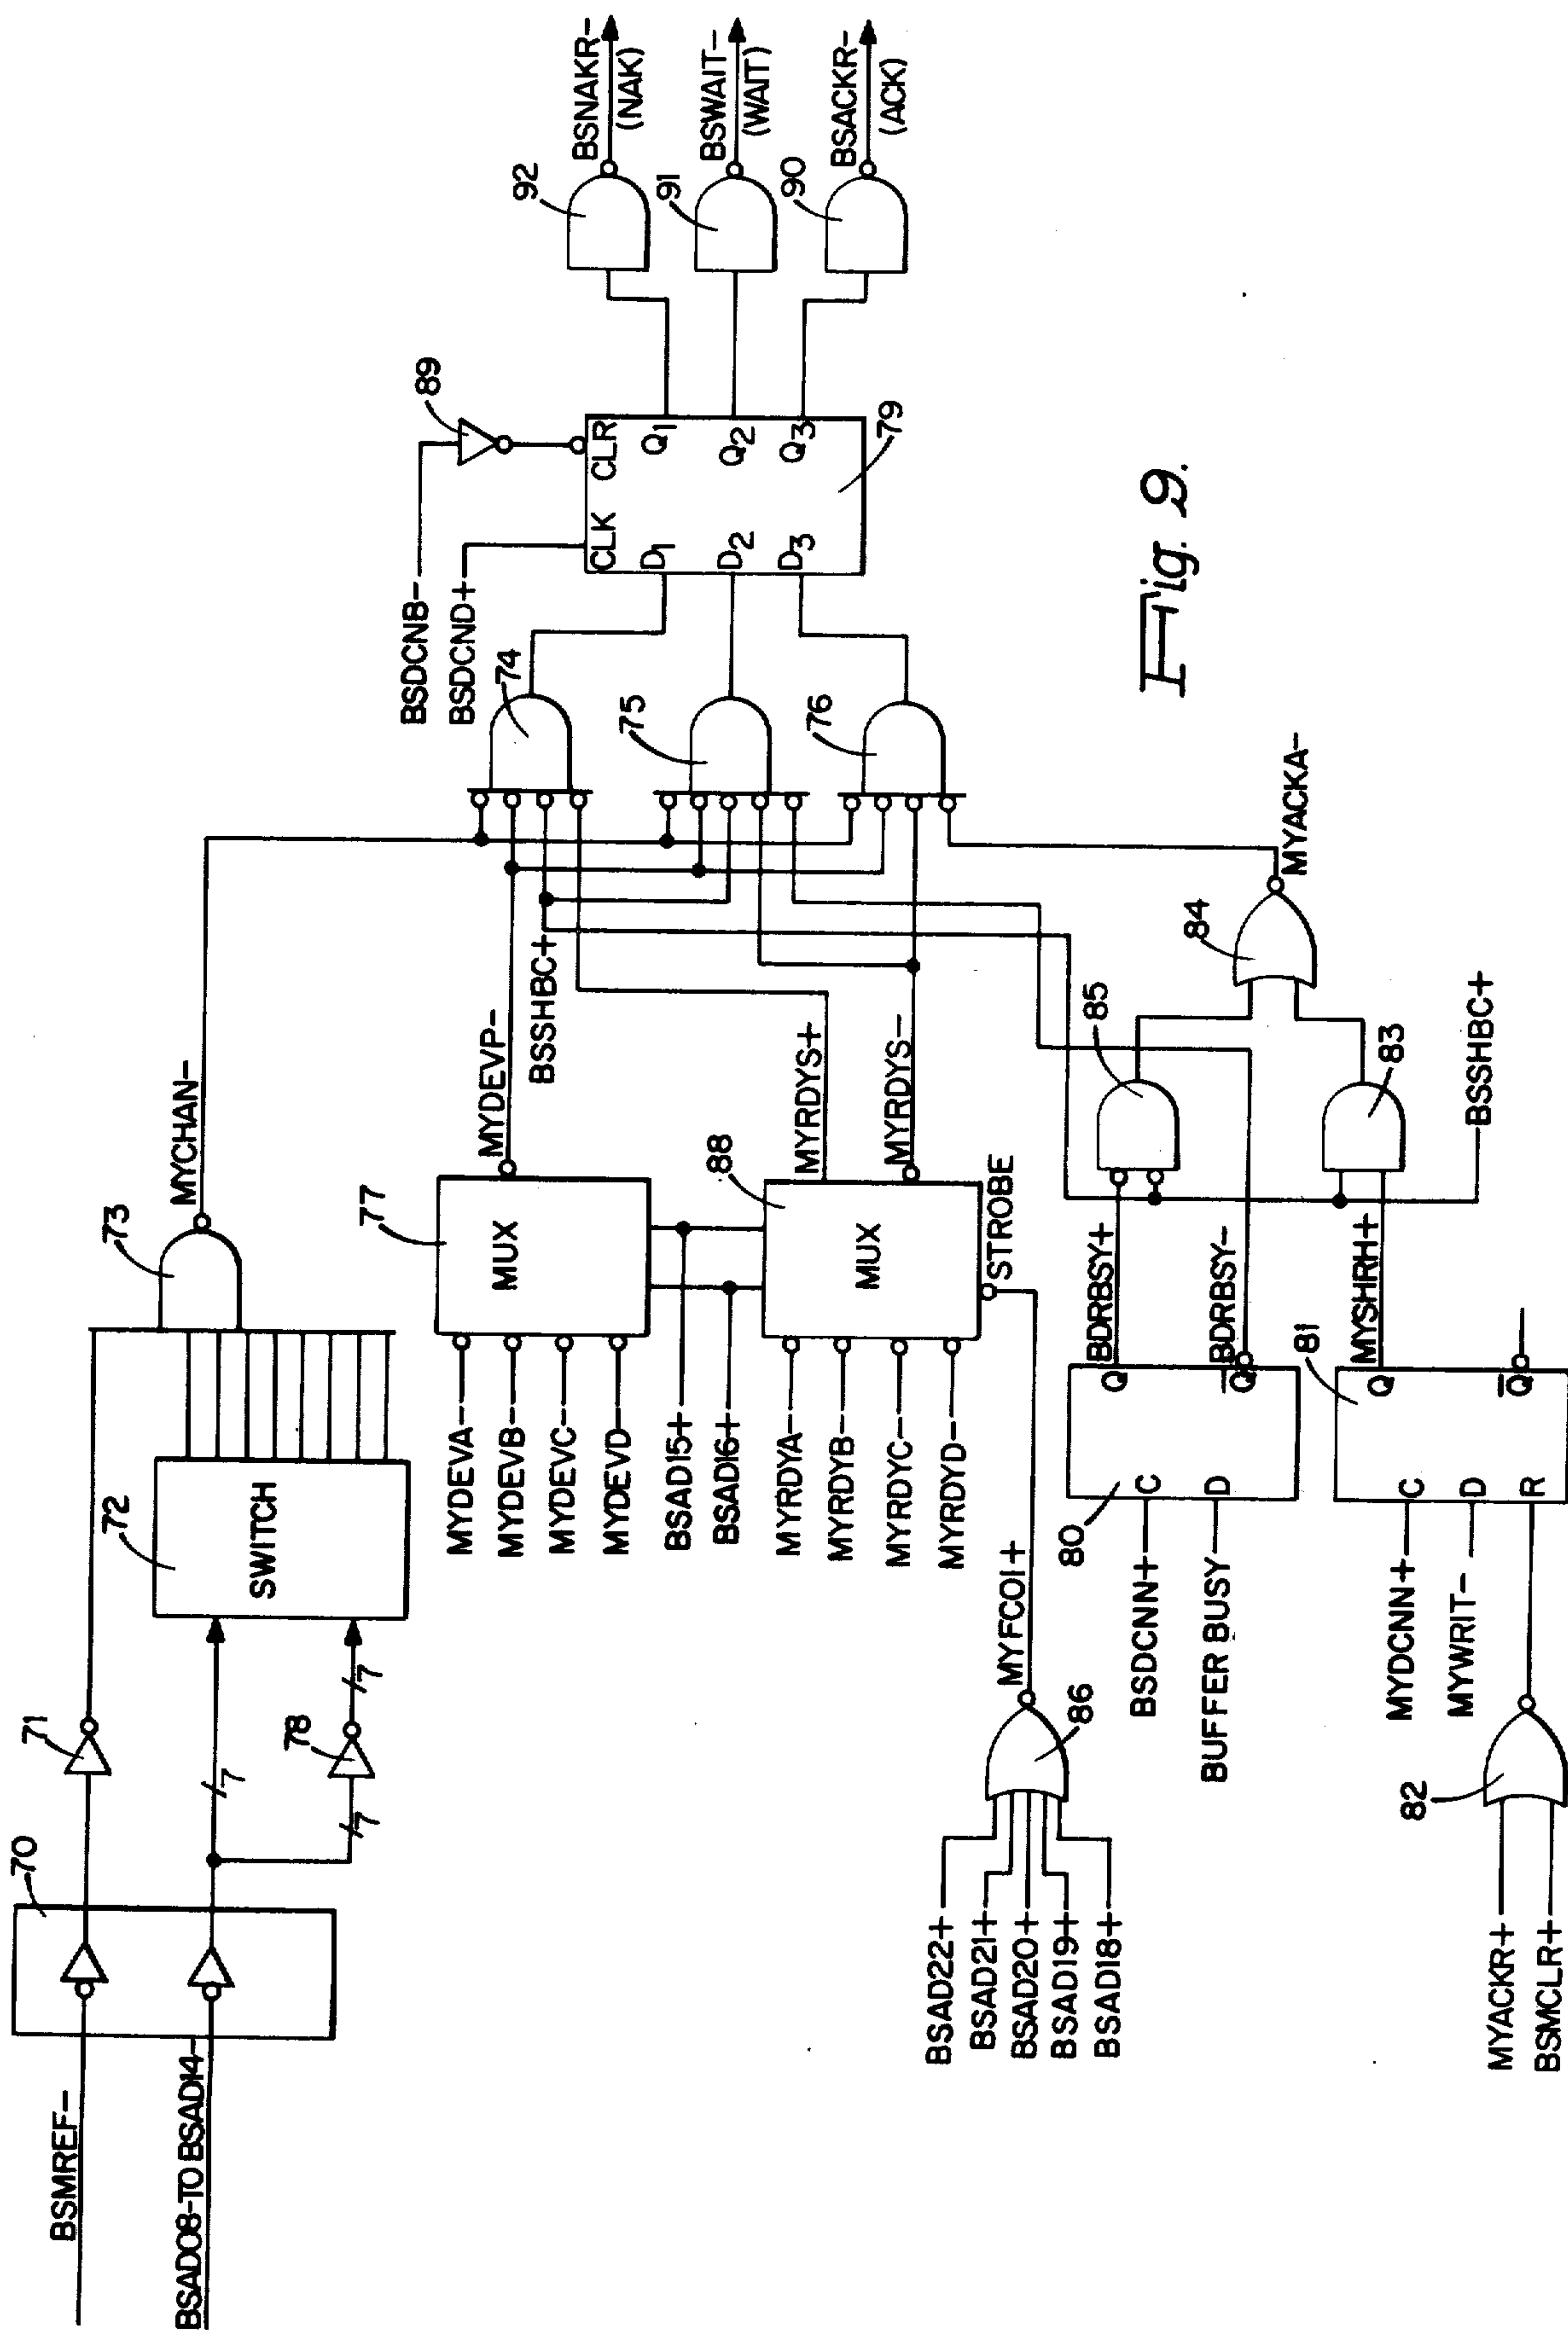 BSMREF-
BSAD08-TO BSAD14-
70
71
7
7
78
7
72
SWITCH
73
MYCHAN-
MYDEVA-
MYDEVB-
MYDEVC-
MYDEVD
77
MUX
MYDEVP-
BSSHBC+
BSAD15+
BSAD16+
MYRDYA-
MYRDYB-
MYRDYC-
MYRDYD-
88
MUX
MYRDYS+
MYRDYS-
STROBE
BSAD22+
BSAD21+
BSAD20+
BSAD19+
BSAD18+
86
MYFC01+
BSDCNN+
BUFFER BUSY
80
C
D
Q
Q
BDRBSY+
BDRBSY-
MYDCNN+
MYWRIT-
MYACKR+
BSMCLR+
82
81
C
D
R
Q
Q
MYSHRH+
85
83
84
MYACKA-
BSSHBC+
74
75
76
BSDCNB-
BSDCND+
89
CLK
CLR
D1
D2
D3
Q1
Q2
Q3
79
92
BSNAKR-
(NAK)
91
BSWAIT-
(WAIT)
90
BSACKR-
(ACK)
Fig. 9.